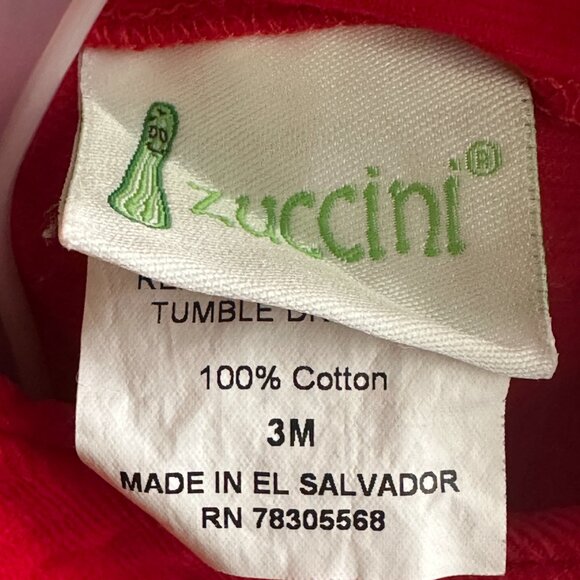 zuccini®
TUMBLE
100% Cotton
3M
MADE IN EL SALVADOR
RN 78305568